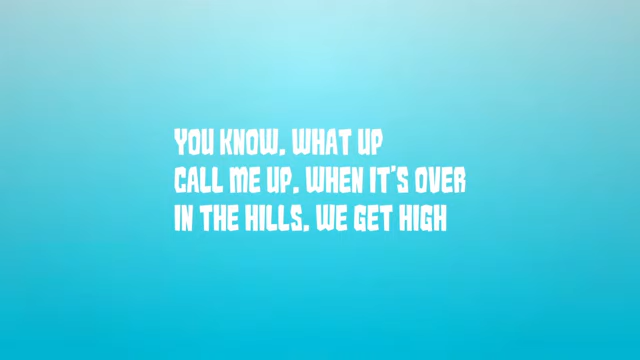 YOU KNOW, WHAT UP
CALL ME UP, WHEN IT'S OVER
IN THE HILLS, WE GET HIGH